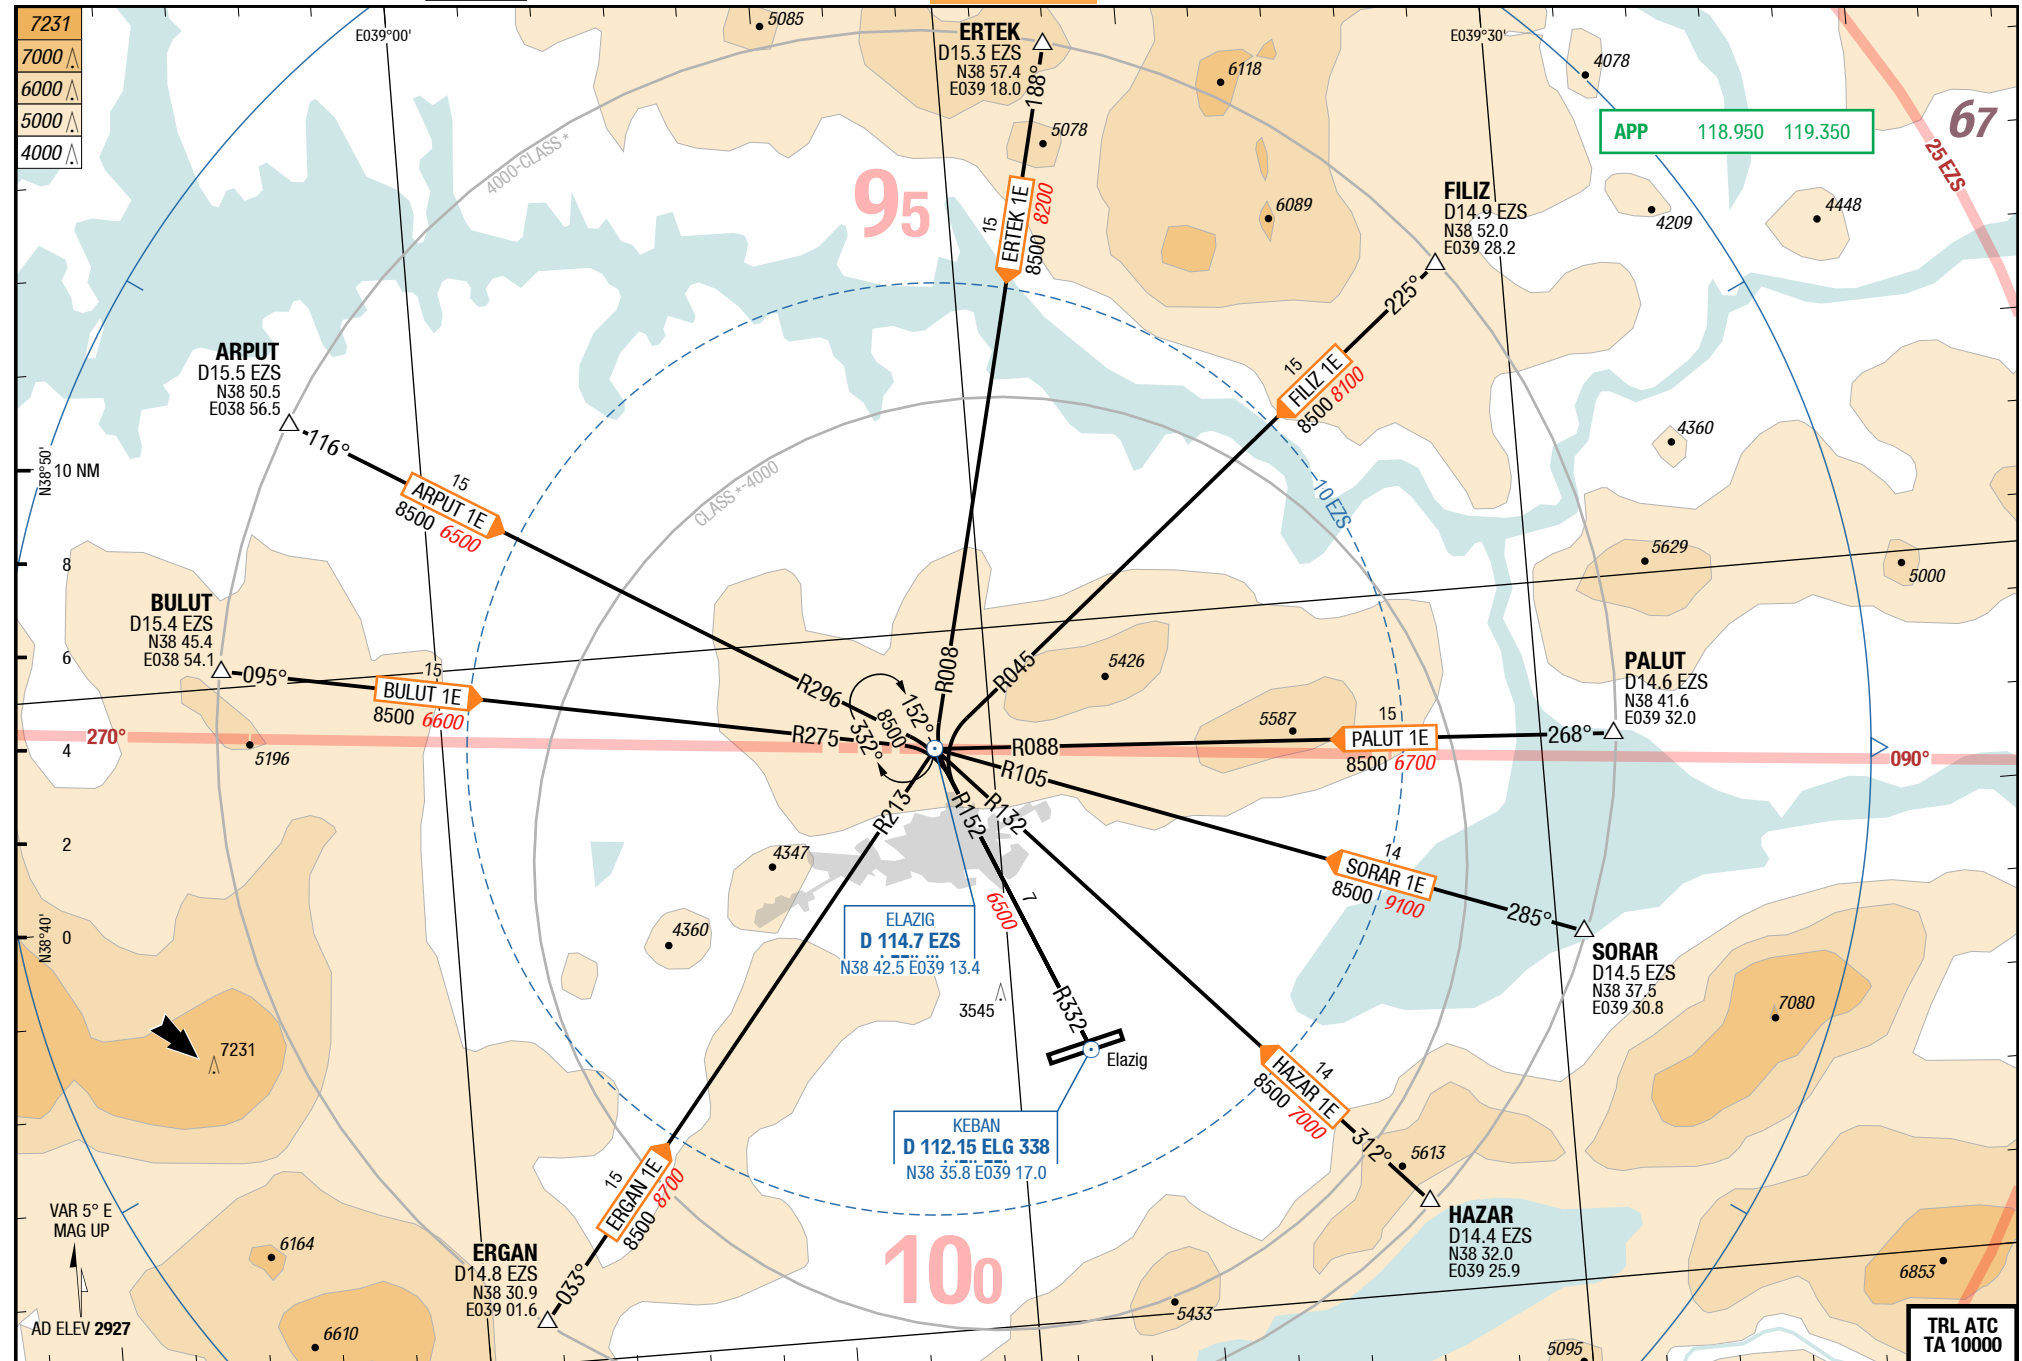 7231
7000
6000
5000
4000
E039°00'
5085
ERTEK
D15.3 EZS
N38 57.4
E039 18.0
188°
6118
E039°30'
4078
67
APP 118.950 119.350
25 EZS
4000-CLASS *
5078
95
15
ERTEK 1E
8500 8200
6089
FILIZ
D14.9 EZS
N38 52.0
E039 28.2
4209
4448
225°
ARPUT
D15.5 EZS
N38 50.5
E038 56.5
116°
15
FILIZ 1E
8500 8100
4360
N38°50'
10 NM
CLASS *-4000
15
ARPUT 1E
8500 6500
10 EZS
8
5629
5000
BULUT
D15.4 EZS
N38 45.4
E038 54.1
095°
6
15
BULUT 1E
8500 6600
R296
R008
R045
5426
PALUT
D14.6 EZS
N38 41.6
E039 32.0
152°
8500
332°
R275
5587
15
PALUT 1E
8500 6700
268°
270°
4
5196
R088
R105
090°
R213
R152
R132
2
4347
14
SORAR 1E
8500 9100
285°
7
6500
4360
N38°40'
0
ELAZIG
D 114.7 EZS
N38 42.5 E039 13.4
SORAR
D14.5 EZS
N38 37.5
E039 30.8
3545
R332
7080
7231
Elazig
14
HAZAR 1E
8500 7000
312°
5613
KEBAN
D 112.15 ELG 338
N38 35.8 E039 17.0
15
ERGAN 1E
8500 8700
VAR 5° E
MAG UP
6164
ERGAN
D14.8 EZS
N38 30.9
E039 01.6
033°
100
HAZAR
D14.4 EZS
N38 32.0
E039 25.9
6853
5433
AD ELEV 2927
6610
5095
TRL ATC
TA 10000